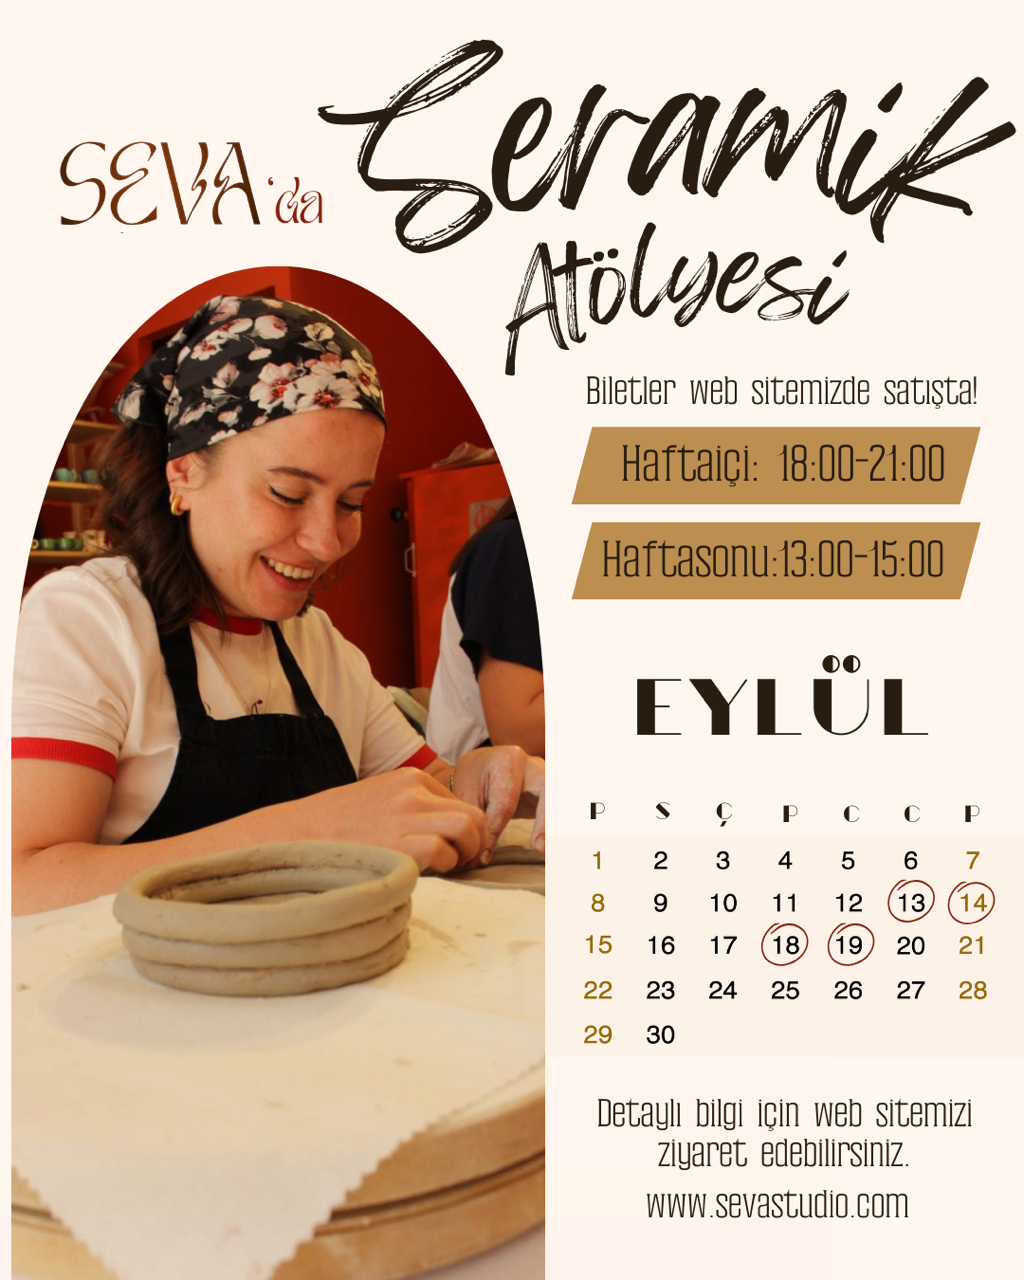 SEVA'da Seramik
Atölyesi
Biletler web sitemizde satışta!
Haftaiçi: 18:00-21:00
Haftasonu:13:00-15:00
EYLÜL
P S Ç P C C P
1 2 3 4 5 6 7
8 9 10 11 12 13 14
15 16 17 18 19 20 21
22 23 24 25 26 27 28
29 30
Detaylı bilgi için web sitemizi
ziyaret edebilirsiniz.
www.sevastudio.com